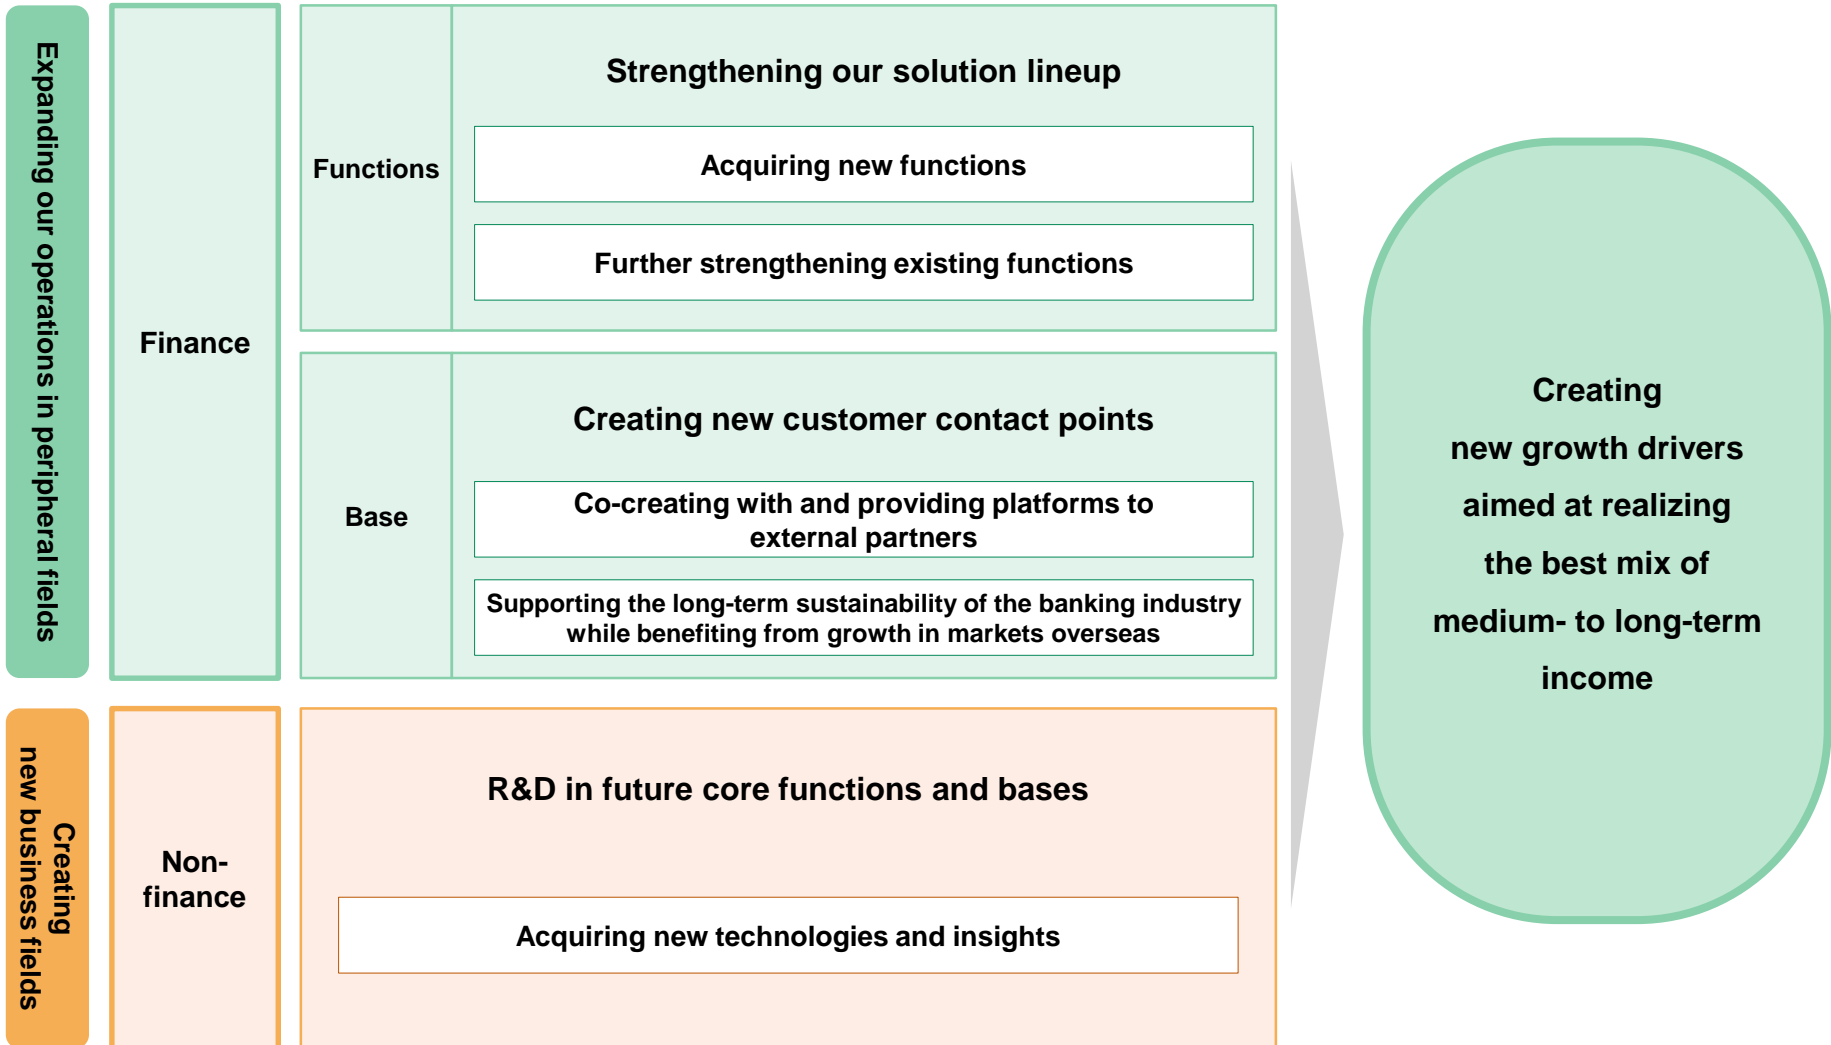 Expanding our operations in peripheral fields
Finance
Functions
Strengthening our solution lineup
Acquiring new functions
Further strengthening existing functions
Base
Creating new customer contact points
Co-creating with and providing platforms to
external partners
Supporting the long-term sustainability of the banking industry
while benefiting from growth in markets overseas
Creating
new business fields
Non-
finance
R&D in future core functions and bases
Acquiring new technologies and insights
Creating
new growth drivers
aimed at realizing
the best mix of
medium- to long-term
income